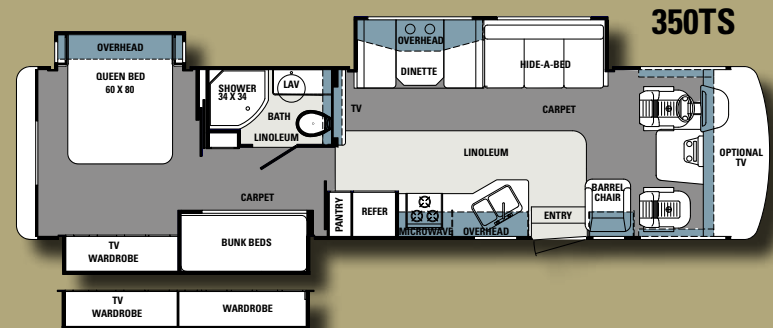 350TS
OVERHEAD
QUEEN BED
60 X 80
SHOWER
34 X 34
LAV
BATH
LINOLEUM
OVERHEAD
DINETTE
HIDE-A-BED
TV
CARPET
LINOLEUM
OPTIONAL
TV
CARPET
PANTRY
REFER
MICROWAVE
OVERHEAD
ENTRY
BARREL
CHAIR
TV
WARDROBE
BUNK BEDS
TV
WARDROBE
WARDROBE